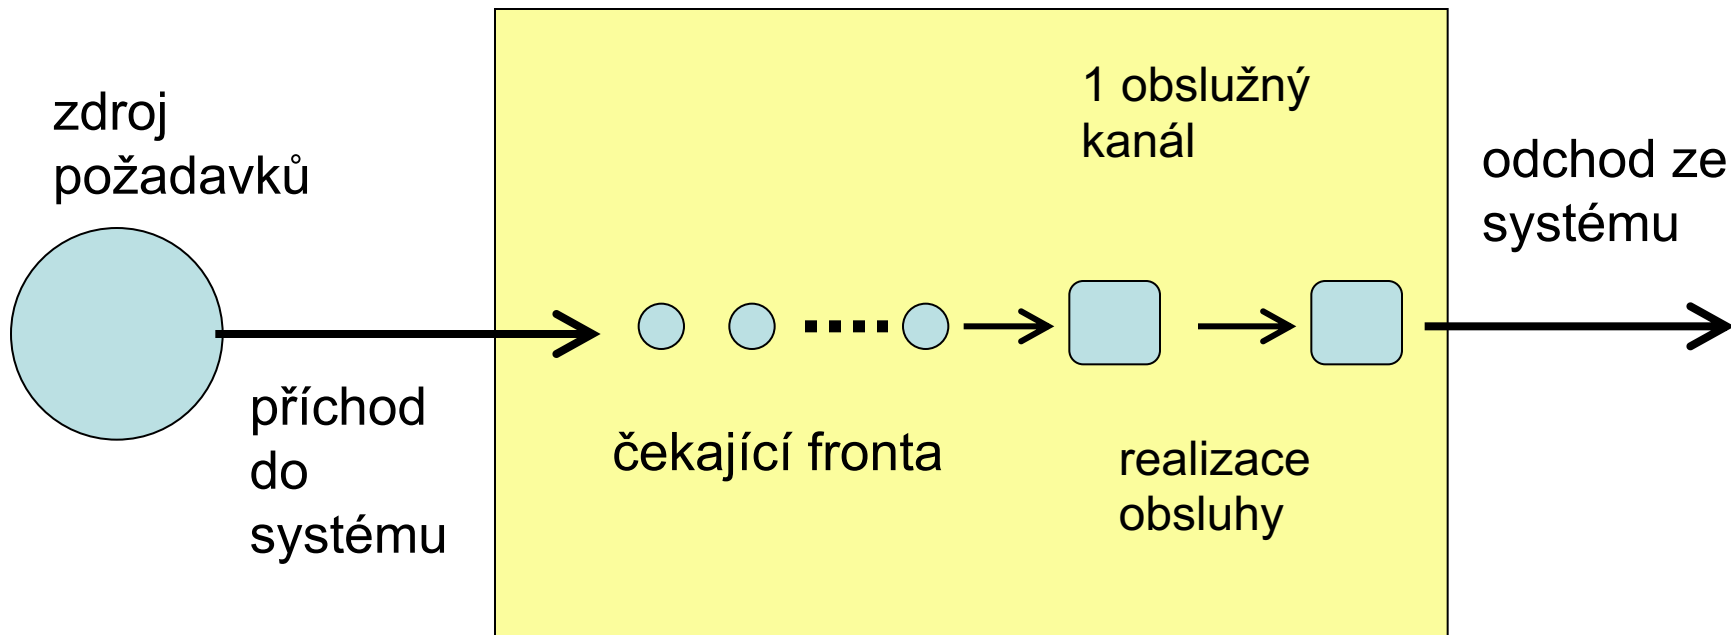 zdroj
požadavků
příchod
do
systému
čekající fronta
1 obslužný
kanál
realizace
obsluhy
odchod ze
systému